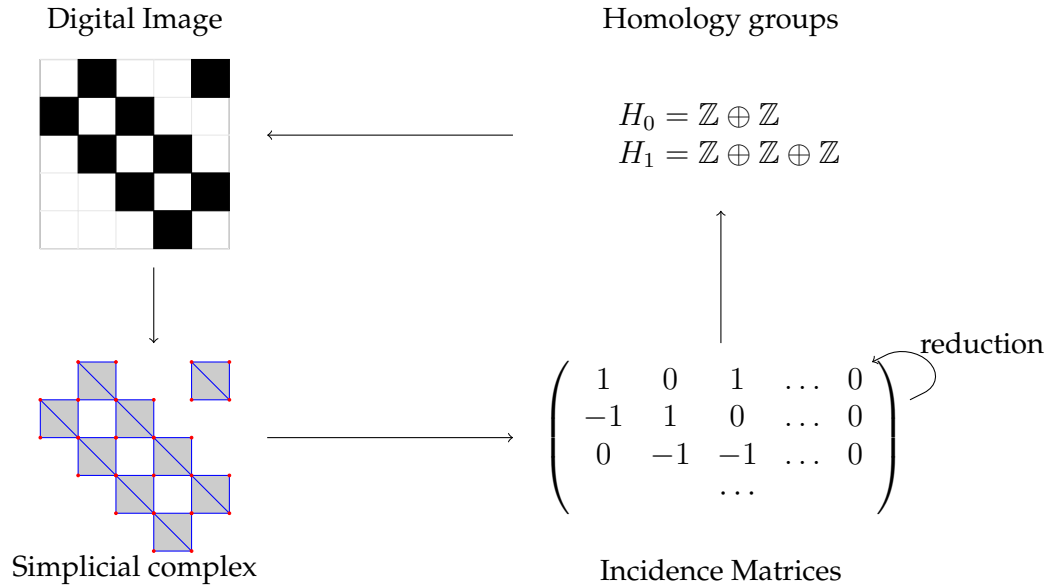 Digital Image
Homology groups
H₀ = ℤ ⊕ ℤ
H₁ = ℤ ⊕ ℤ ⊕ ℤ
reduction
1 0 1 … 0
−1 1 0 … 0
0 −1 −1 … 0
…
Simplicial complex
Incidence Matrices